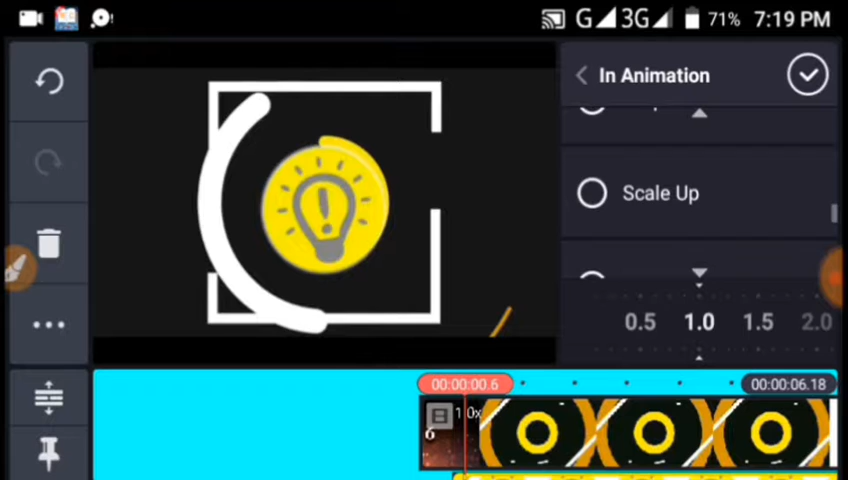 G 3G 71% 7:19 PM
In Animation
Scale Up
0.5 1.0 1.5 2.0
00:00:00.6 00:00:06.18
1.0x
6